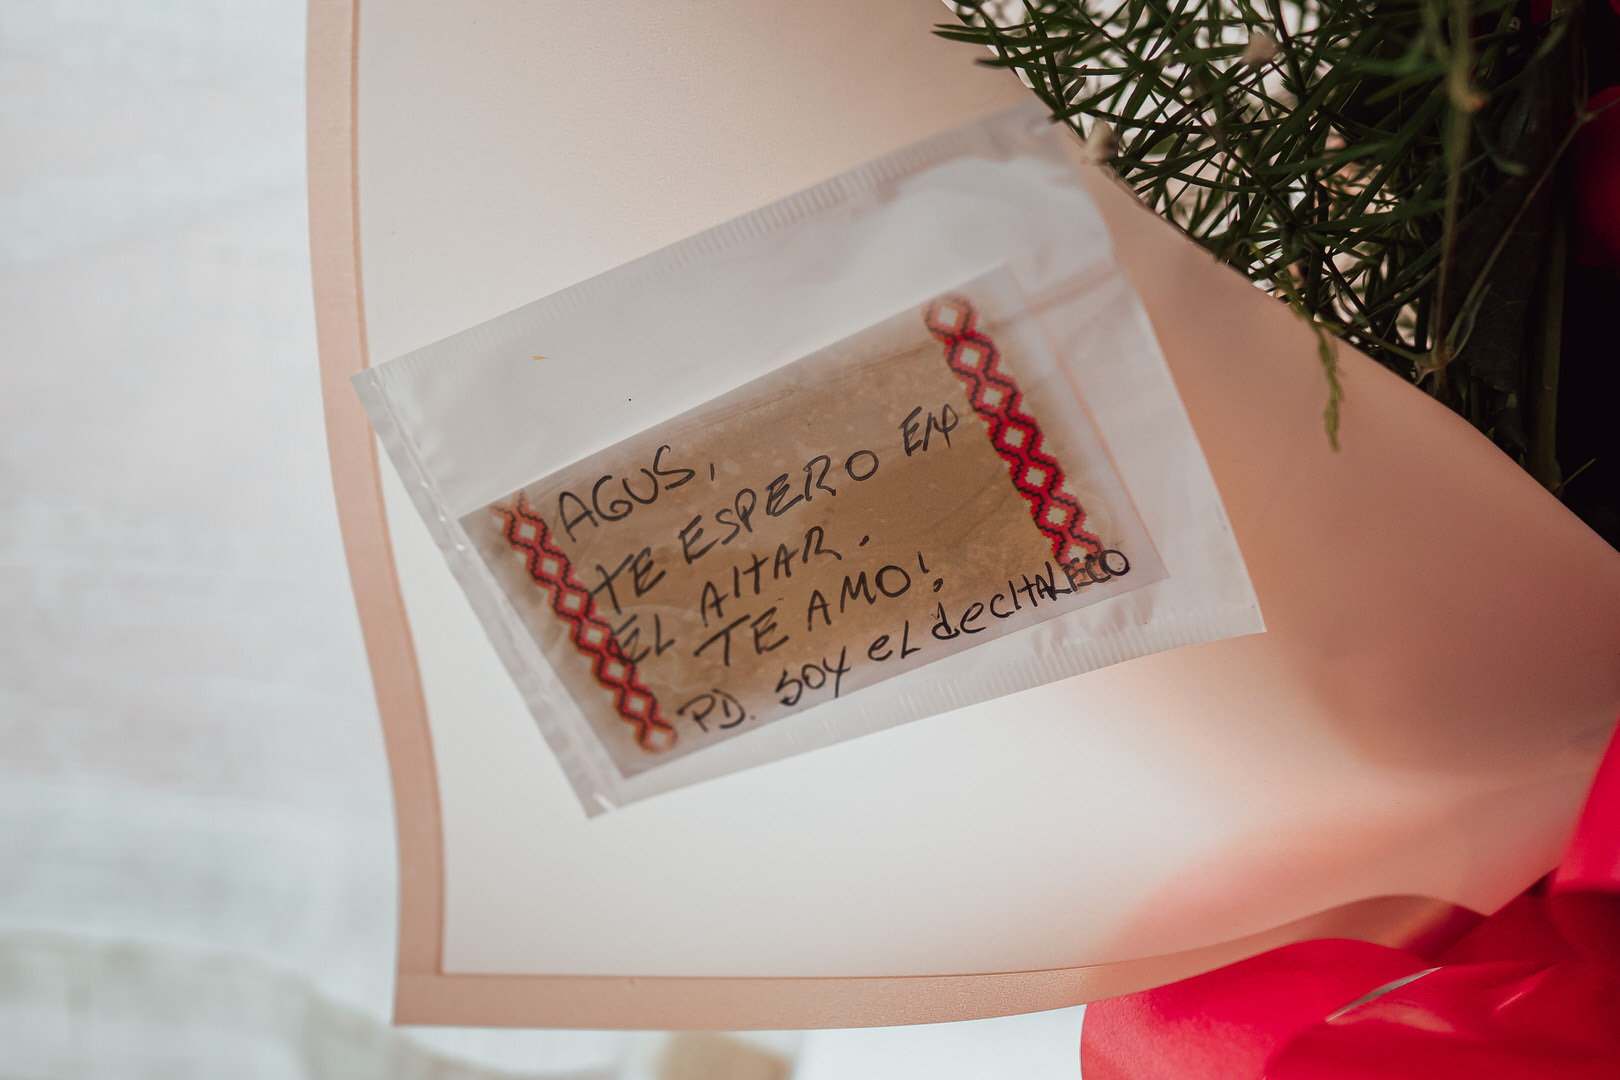 AGUS,
TE ESPERO EN
EL AltAR.
TE AMO!
PD. SOY eL decHALECO